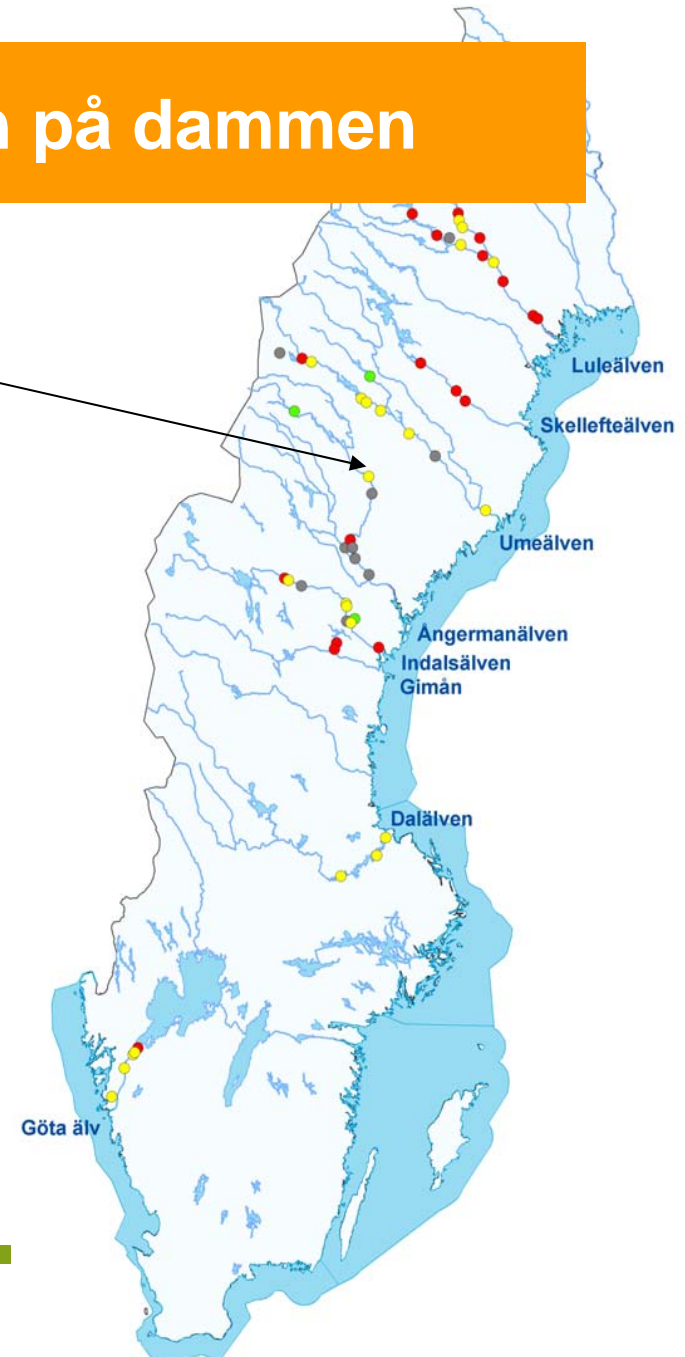 på dammen
Luleälven
Skellefteälven
Umeälven
Ångermanälven
Indalsälven
Gimån
Dalälven
Göta älv